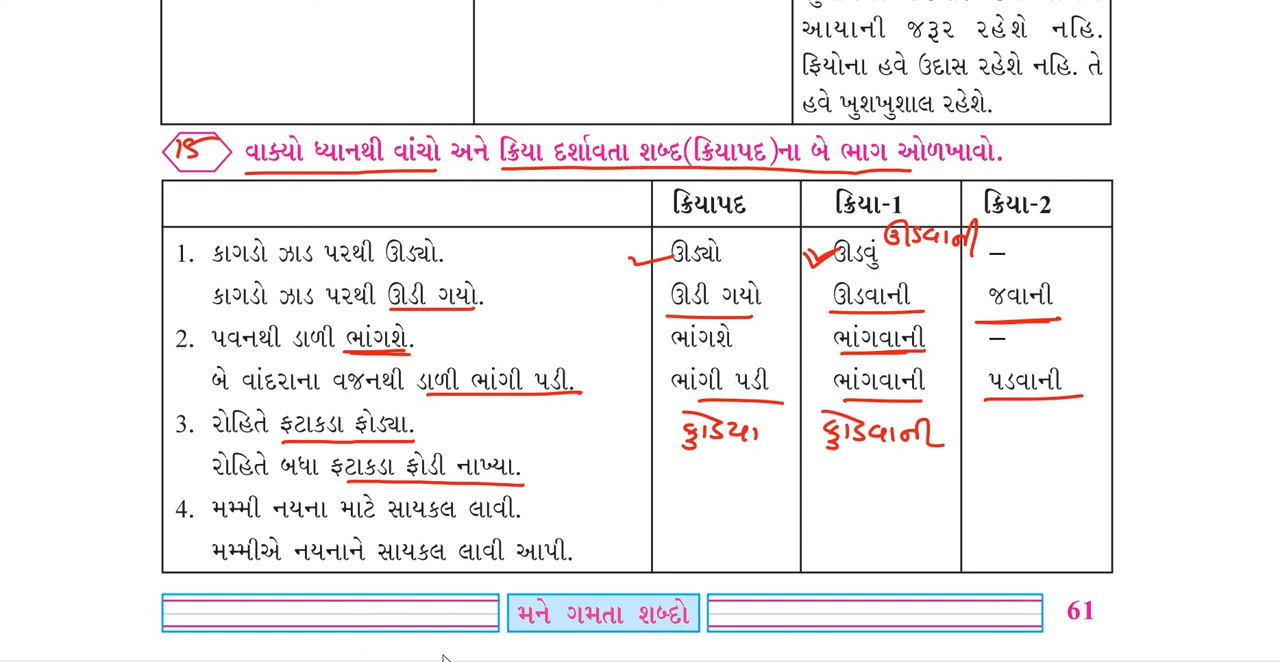 આયાની જરૂર રહેશે નહિ.
ફિયોના હવે ઉદાસ રહેશે નહિ. તે
હવે ખુશખુશાલ રહેશે.
15 વાક્યો ધ્યાનથી વાંચો અને ક્રિયા દર્શાવતા શબ્દ(ક્રિયાપદ)ના બે ભાગ ઓળખાવો.
ક્રિયાપદ ક્રિયા-1 ક્રિયા-2
ઊડવાની
1. કાગડો ઝાડ પરથી ઊડ્યો. ઊડ્યો ઊડવું –
કાગડો ઝાડ પરથી ઊડી ગયો. ઊડી ગયો ઊડવાની જવાની
2. પવનથી ડાળી ભાંગશે. ભાંગશે ભાંગવાની –
બે વાંદરાના વજનથી ડાળી ભાંગી પડી. ભાંગી પડી ભાંગવાની પડવાની
3. રોહિતે ફટાકડા ફોડ્યા.
રોહિતે બધા ફટાકડા ફોડી નાખ્યા.
4. મમ્મી નયના માટે સાયકલ લાવી.
મમ્મીએ નયનાને સાયકલ લાવી આપી.
મને ગમતા શબ્દો 61